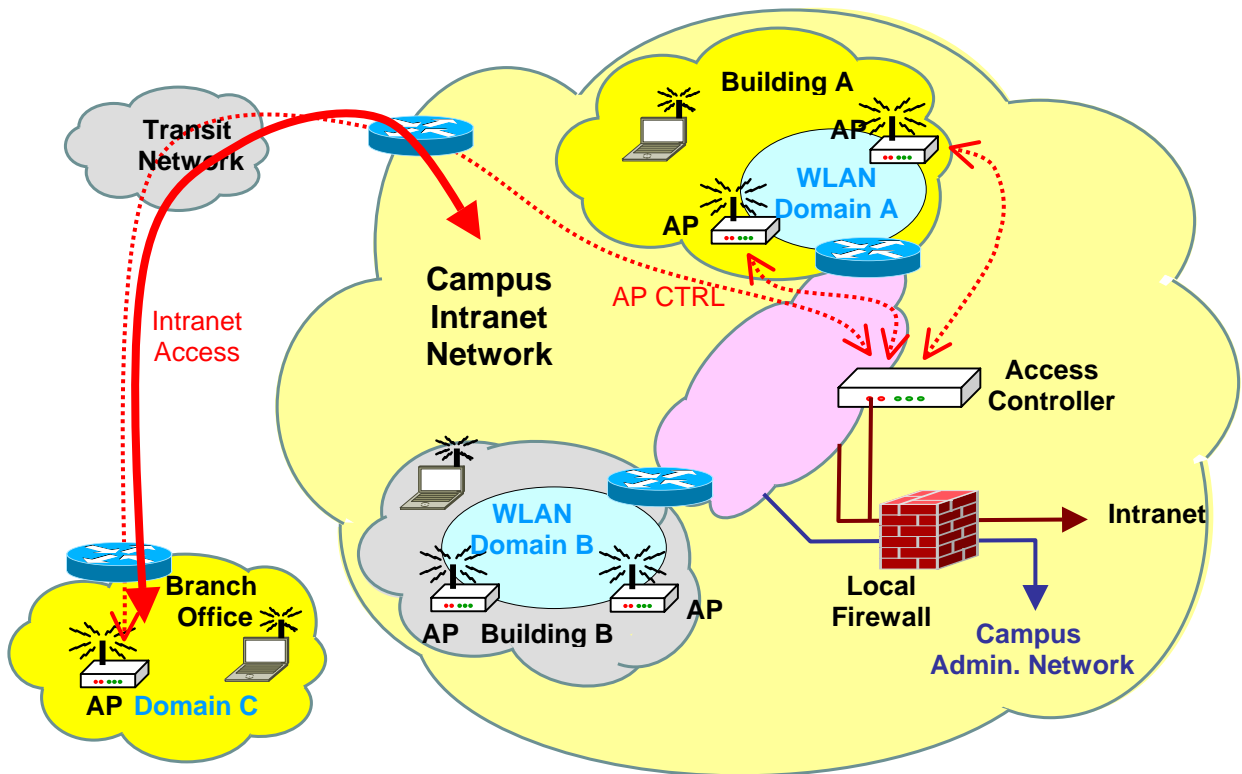 Building A
AP
Transit
Network
WLAN
Domain A
AP
Campus
Intranet
Network
AP CTRL
Intranet
Access
Access
Controller
WLAN
Domain B
Intranet
Branch
Office
Local
Firewall
AP
AP
Building B
Campus
Admin. Network
AP
Domain C